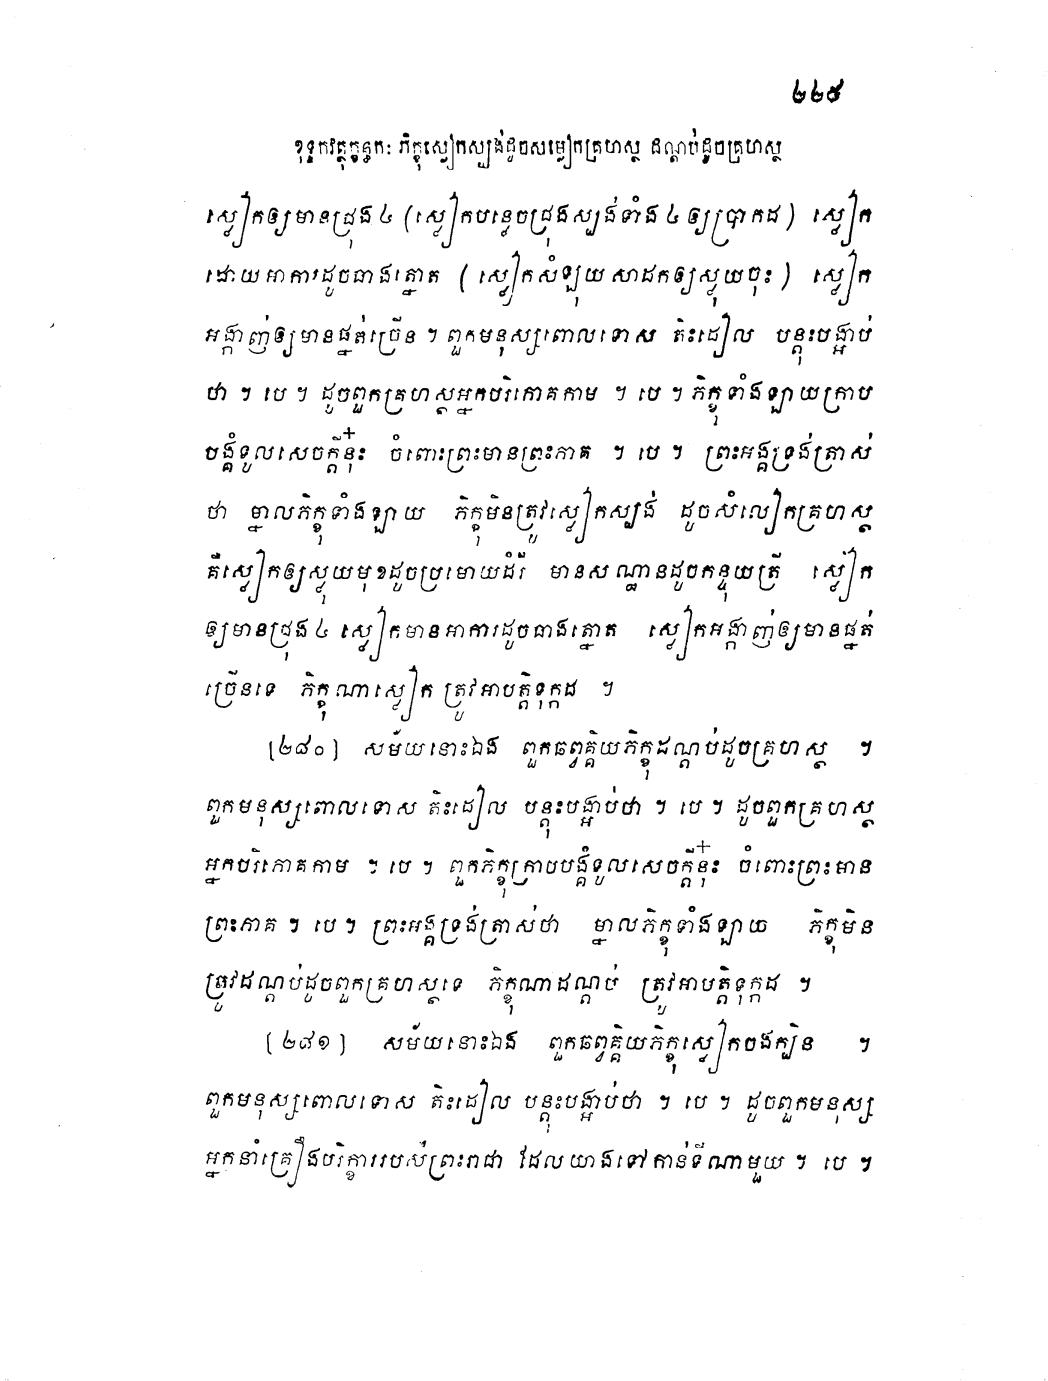 ២២៥
ខុទ្ទកវត្ថុក្ខន្ធកៈ ភិក្ខុស្លៀកស្បង់ដូចសម្លៀកគ្រហស្ថ ដណ្តប់ដូចគ្រហស្ថ
ស្លៀកឲ្យមានជ្រុង ៤ (ស្លៀកបន្លេចជ្រុងស្បង់ទាំង ៤ ឲ្យប្រាកដ) ស្លៀក
ដោយអាការដូចធាងត្នោត (ស្លៀកសំឡុយសាដកឲ្យស្លុយចុះ) ស្លៀក
អង្កាញ់ឲ្យមានផ្នត់ច្រើន ។ ពួកមនុស្សពោលទោស តិះដៀល បន្តុះបង្អាប់
ថា ។ បេ ។ ដូចពួកគ្រហស្ថអ្នកបរិភោគកាម ។ បេ ។ ភិក្ខុទាំងឡាយក្រាប
បង្គំទូលសេចក្តីនុ៎ះ ចំពោះព្រះមានព្រះភាគ ។ បេ ។ ព្រះអង្គទ្រង់ត្រាស់
ថា ម្នាលភិក្ខុទាំងឡាយ ភិក្ខុមិនត្រូវស្លៀកស្បង់ ដូចសំលៀកគ្រហស្ថ
គឺស្លៀកឲ្យស្លុយមុខដូចប្រមោយដំរី មានសណ្ឋានដូចកន្ទុយត្រី ស្លៀក
ឲ្យមានជ្រុង ៤ ស្លៀកមានអាការដូចធាងត្នោត ស្លៀកអង្កាញ់ឲ្យមានផ្នត់
ច្រើនទេ ភិក្ខុណាស្លៀក ត្រូវអាបត្តិទុក្កដ ។
[២៨០] សម័យនោះឯង ពួកឆព្វគ្គិយភិក្ខុដណ្តប់ដូចគ្រហស្ថ ។
ពួកមនុស្សពោលទោស តិះដៀល បន្តុះបង្អាប់ថា ។ បេ ។ ដូចពួកគ្រហស្ថ
អ្នកបរិភោគកាម ។ បេ ។ ពួកភិក្ខុក្រាបបង្គំទូលសេចក្តីនុ៎ះ ចំពោះព្រះមាន
ព្រះភាគ ។ បេ ។ ព្រះអង្គទ្រង់ត្រាស់ថា ម្នាលភិក្ខុទាំងឡាយ ភិក្ខុមិន
ត្រូវដណ្តប់ដូចពួកគ្រហស្ថទេ ភិក្ខុណាដណ្តប់ ត្រូវអាបត្តិទុក្កដ ។
[២៨១] សម័យនោះឯង ពួកឆព្វគ្គិយភិក្ខុស្លៀកចងក្បិន ។
ពួកមនុស្សពោលទោស តិះដៀល បន្តុះបង្អាប់ថា ។ បេ ។ ដូចពួកមនុស្ស
អ្នកនាំគ្រឿងបរិក្ខាររបស់ព្រះរាជា ដែលយាងទៅកាន់ទីណាមួយ ។ បេ ។